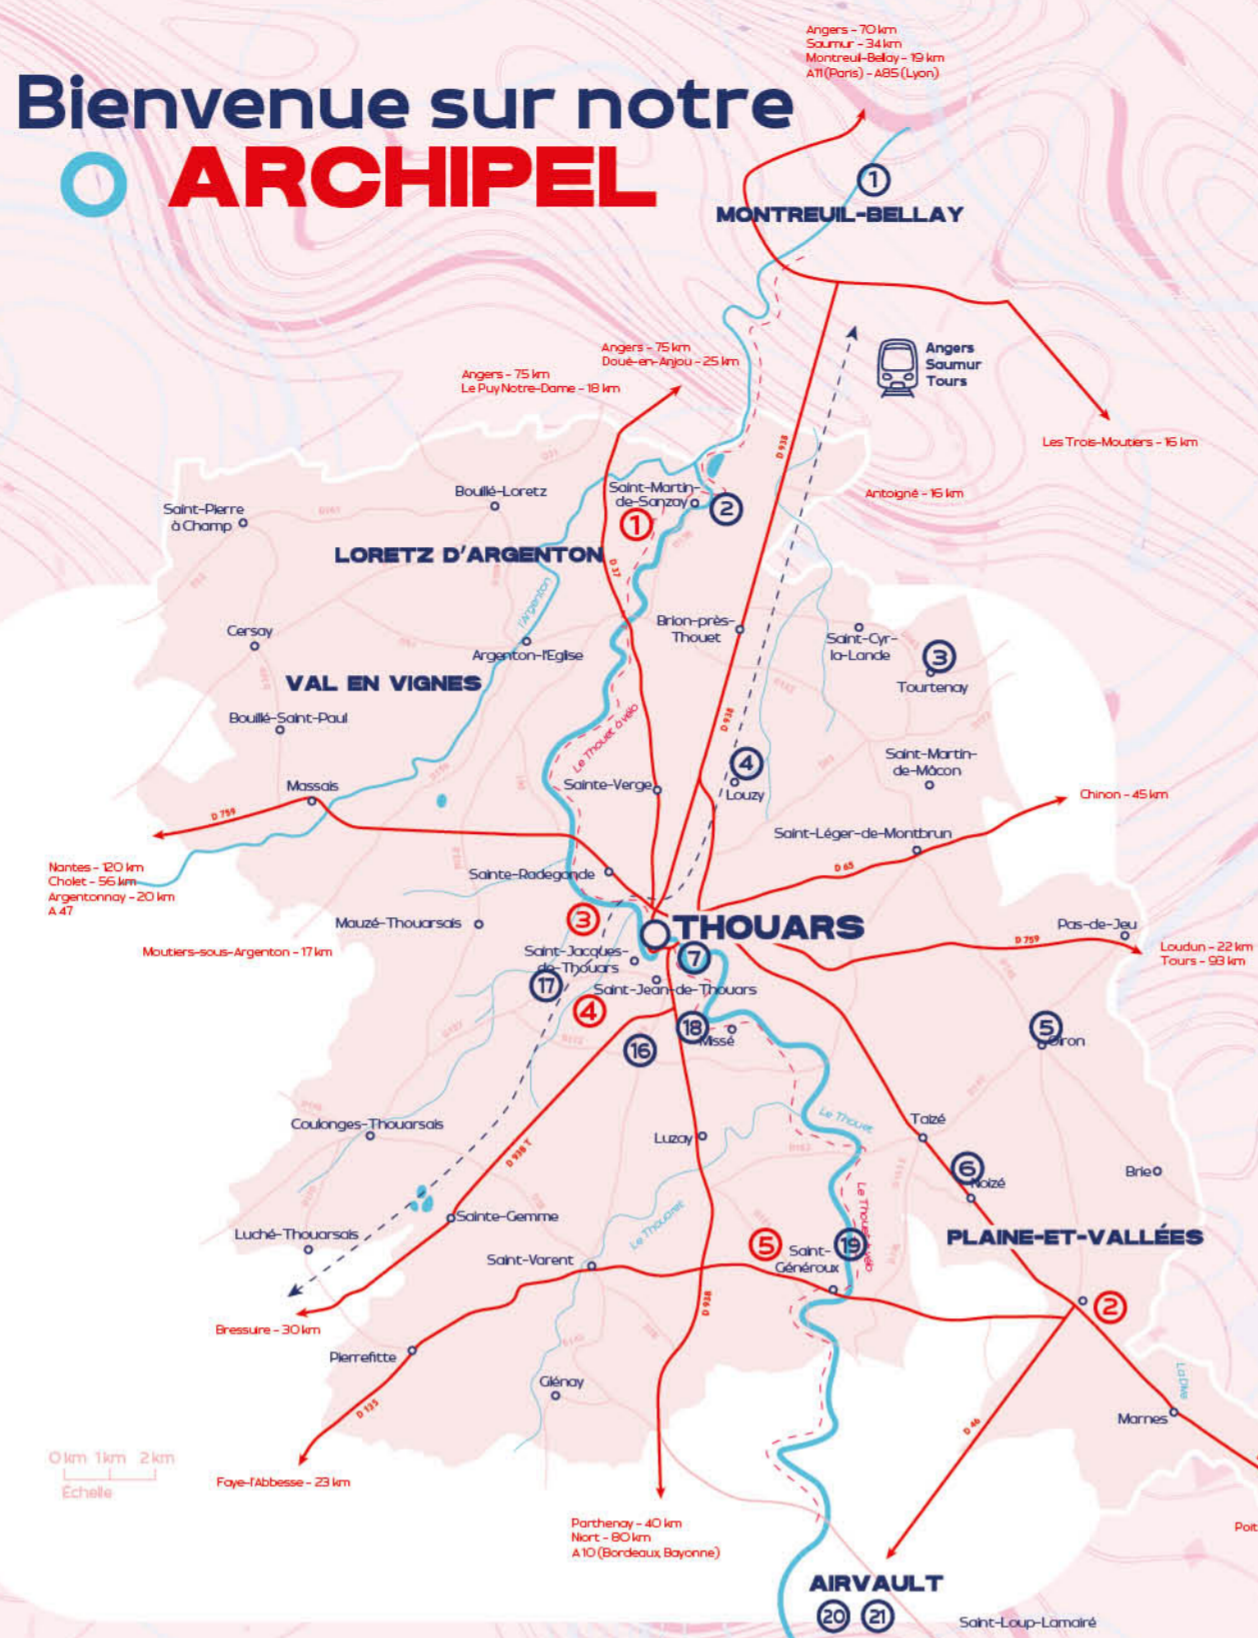 Angers - 70 km
Saumur - 34 km
Montreuil-Bellay - 19 km
A11 (Paris) - A85 (Lyon)
Bienvenue sur notre
ARCHIPEL
1
MONTREUIL-BELLAY
Angers
Saumur
Tours
Angers - 75 km
Doué-en-Anjou - 25 km
Angers - 75 km
Le Puy Notre-Dame - 18 km
Les Trois-Moutiers - 16 km
D 938
Antoigné - 16 km
Bouillé-Loretz
Saint-Martin-
de-Sanzay
2
1
Saint-Pierre
à Champ
LORETZ D'ARGENTON
D 37
l'Argenton
Cersay
Argenton-l'Eglise
Brion-près-
Thouet
Saint-Cyr-
la-Lande
3
Tourtenay
VAL EN VIGNES
Bouillé-Saint-Paul
Le Thouet à vélo
D 938
Saint-Martin-
de-Mâcon
Massais
Sainte-Verge
4
Louzy
Chinon - 45 km
D 759
Saint-Léger-de-Montbrun
D 65
Nantes - 120 km
Cholet - 56 km
Argentonnay - 20 km
A 47
Sainte-Radegonde
Mauzé-Thouarsais
3
THOUARS
Pas-de-Jeu
D 759
Loudun - 22 km
Tours - 93 km
Moutiers-sous-Argenton - 17 km
Saint-Jacques-
de-Thouars
7
17
Saint-Jean-de-Thouars
4
18
Missé
16
5
Oiron
Coulonges-Thouarsais
D 938 T
Luzay
Le Thouet
Taizé
6
Noizé
Brie
Sainte-Gemme
Le Thouaret
Le Thouet à vélo
Luché-Thouarsais
Saint-Varent
5
Saint-
Généroux
19
PLAINE-ET-VALLÉES
2
D 938
Bressuire - 30 km
Pierrefitte
Glénay
La Dive
Marnes
D 135
D 46
0 km 1 km 2 km
Échelle
Faye-l'Abbesse - 23 km
Parthenay - 40 km
Niort - 80 km
A 10 (Bordeaux, Bayonne)
Poit
AIRVAULT
20 21
Saint-Loup-Lamairé